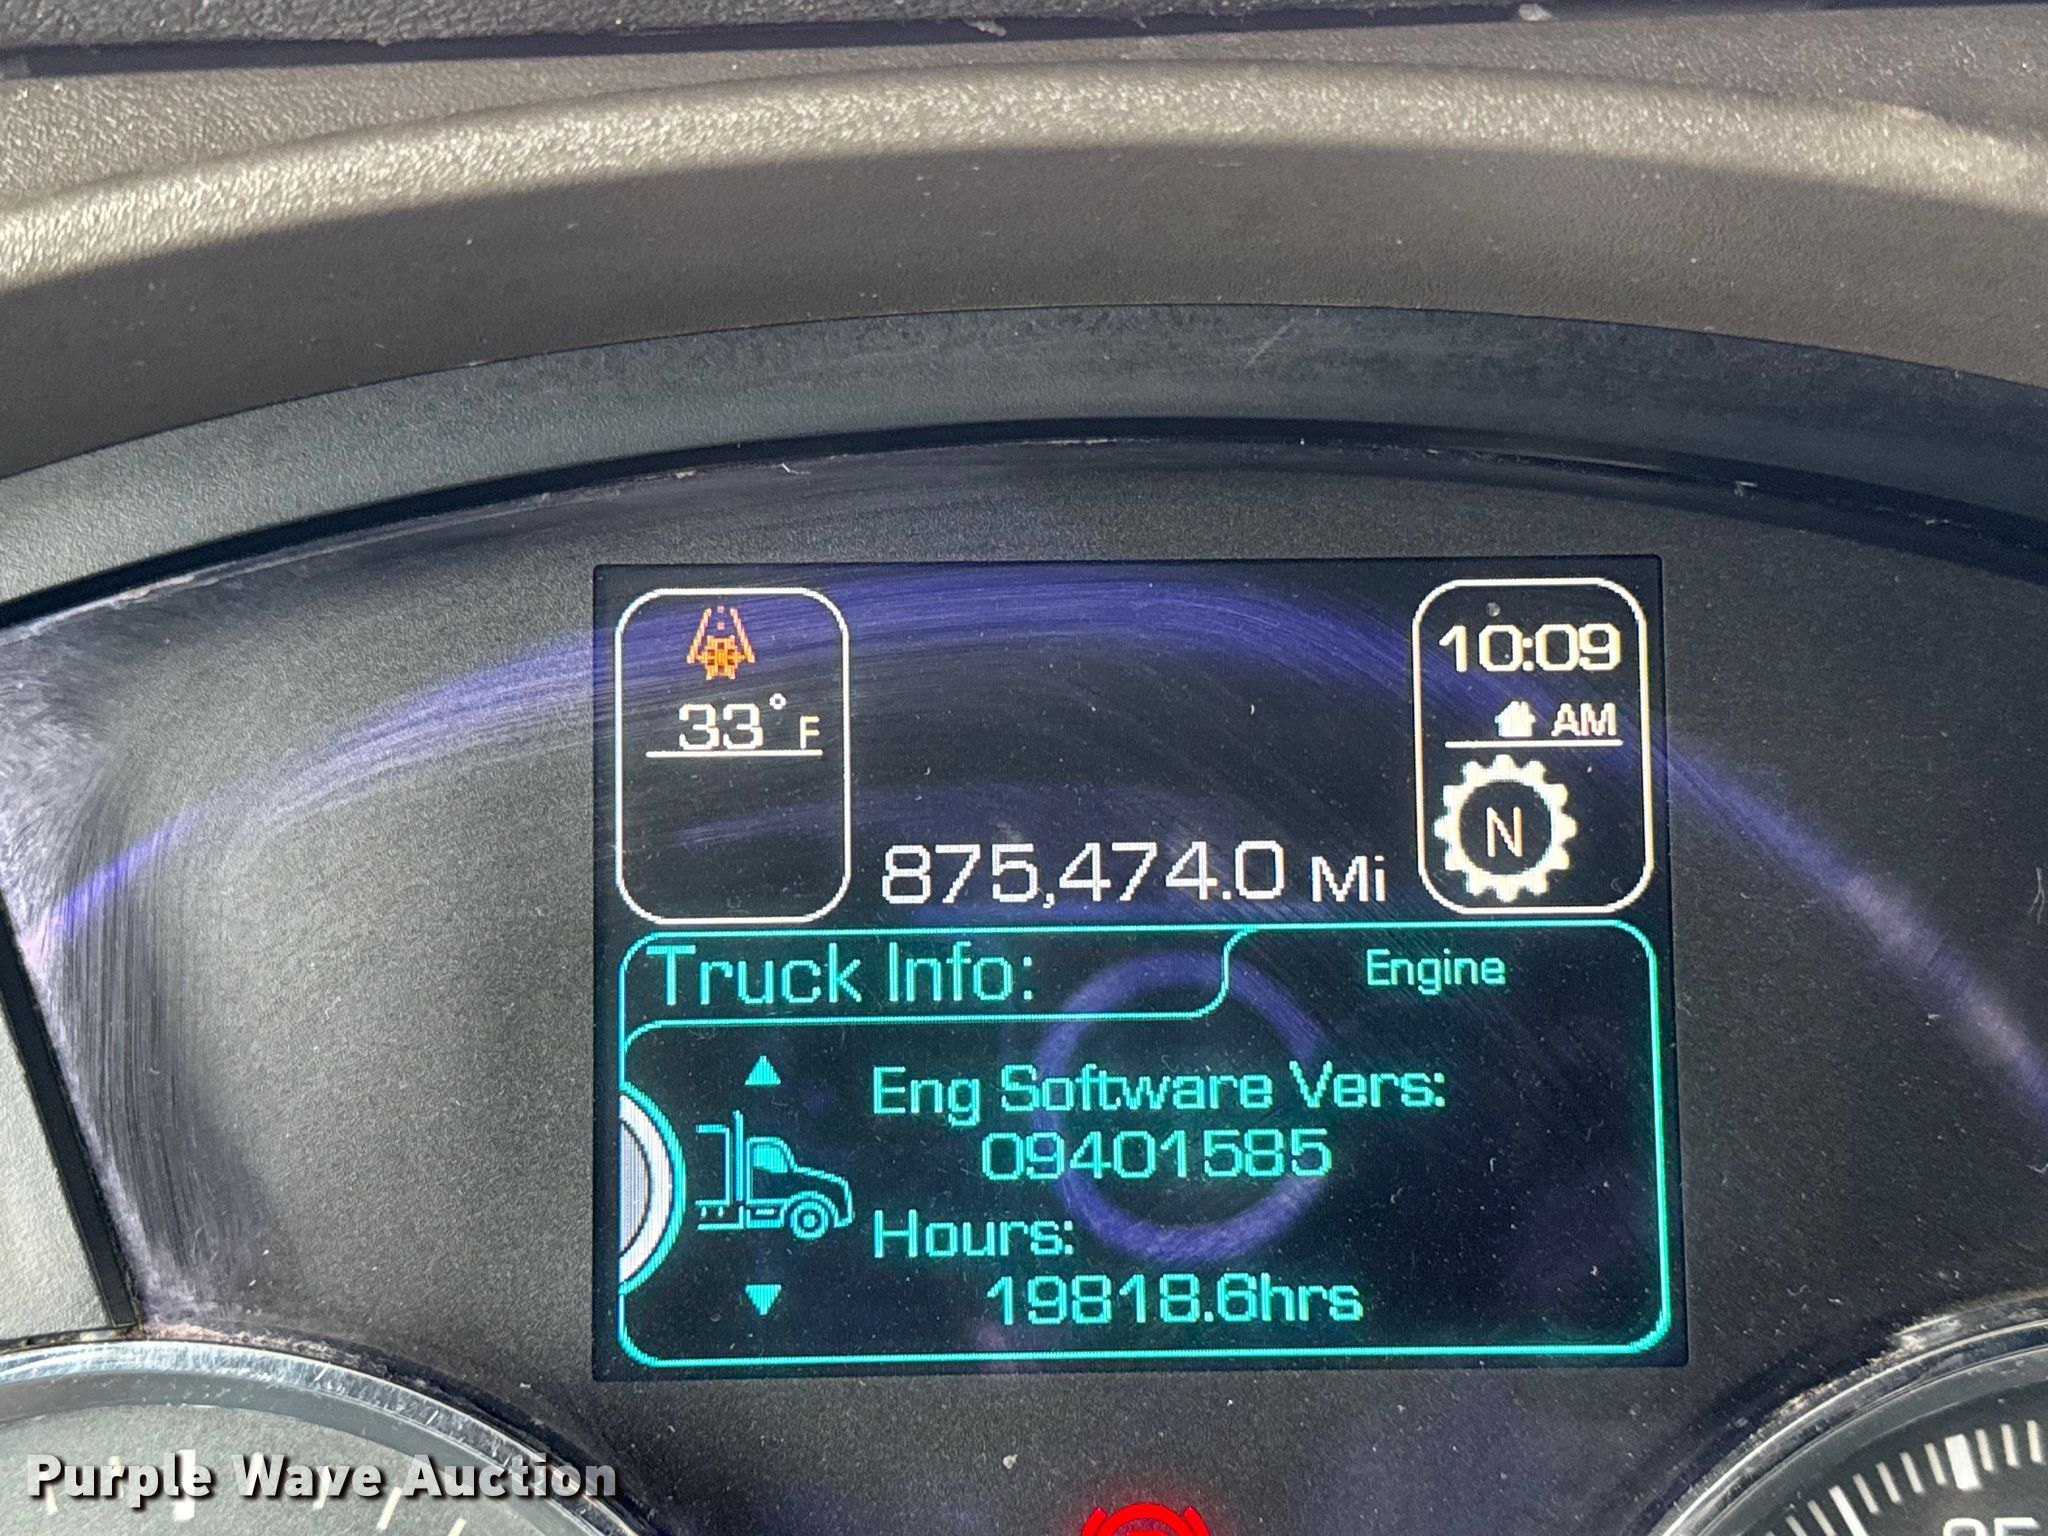 33°F
10:09
AM
N
875,474.0 Mi
Truck Info:
Engine
Eng Software Vers:
09401585
Hours:
19818.6hrs
Purple Wave Auction